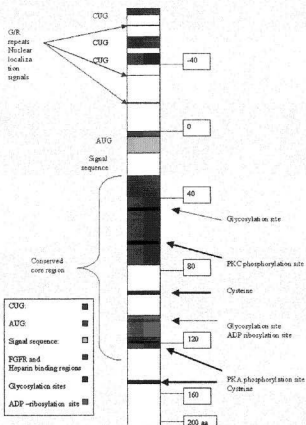 CUG
G/R
repeats
Nuclear
localiza
tion
signals
CUG
CUG
-40
0
AUG
Signal
sequence
40
Glycosylation site
PKC phosphorylation site
Conserved
core region
80
Cysteine
CUG:
AUG:
Signal sequence:
FGFR and
Heparin binding regions
Glycosylation sites
ADP-ribosylation site
Glycosylation site
ADP ribosylation site
120
PKA phosphorylation site
Cysteine
160
200 aa